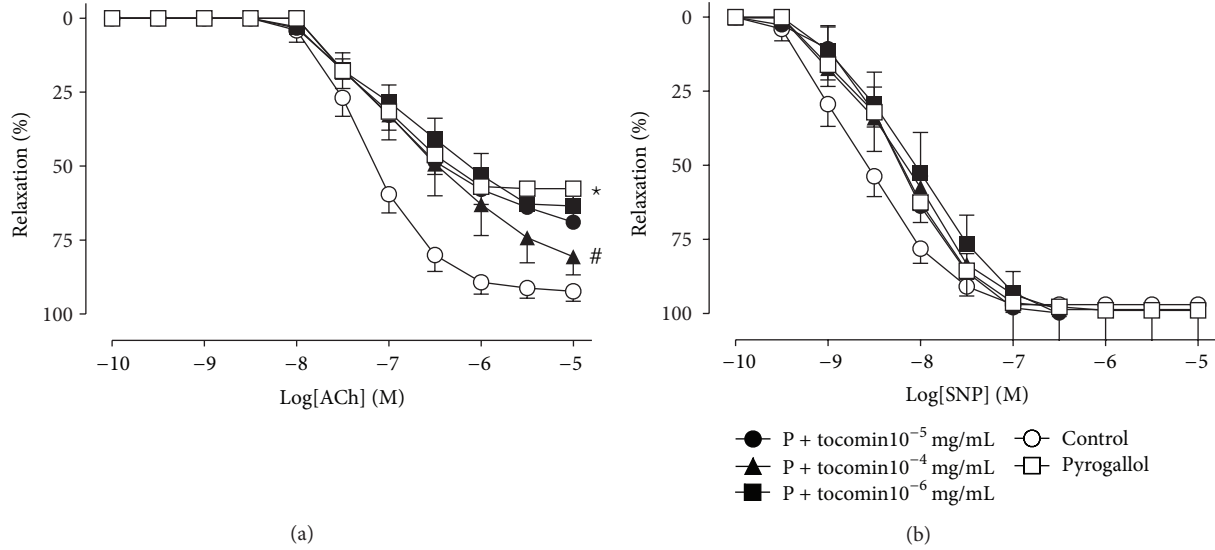 0
25
50
75
100
Relaxation (%)
*
#
−10
−9
−8
−7
−6
−5
Log[ACh] (M)
(a)
0
25
50
75
100
Relaxation (%)
−10
−9
−8
−7
−6
−5
Log[SNP] (M)
P + tocomin10⁻⁵ mg/mL
P + tocomin10⁻⁴ mg/mL
P + tocomin10⁻⁶ mg/mL
Control
Pyrogallol
(b)